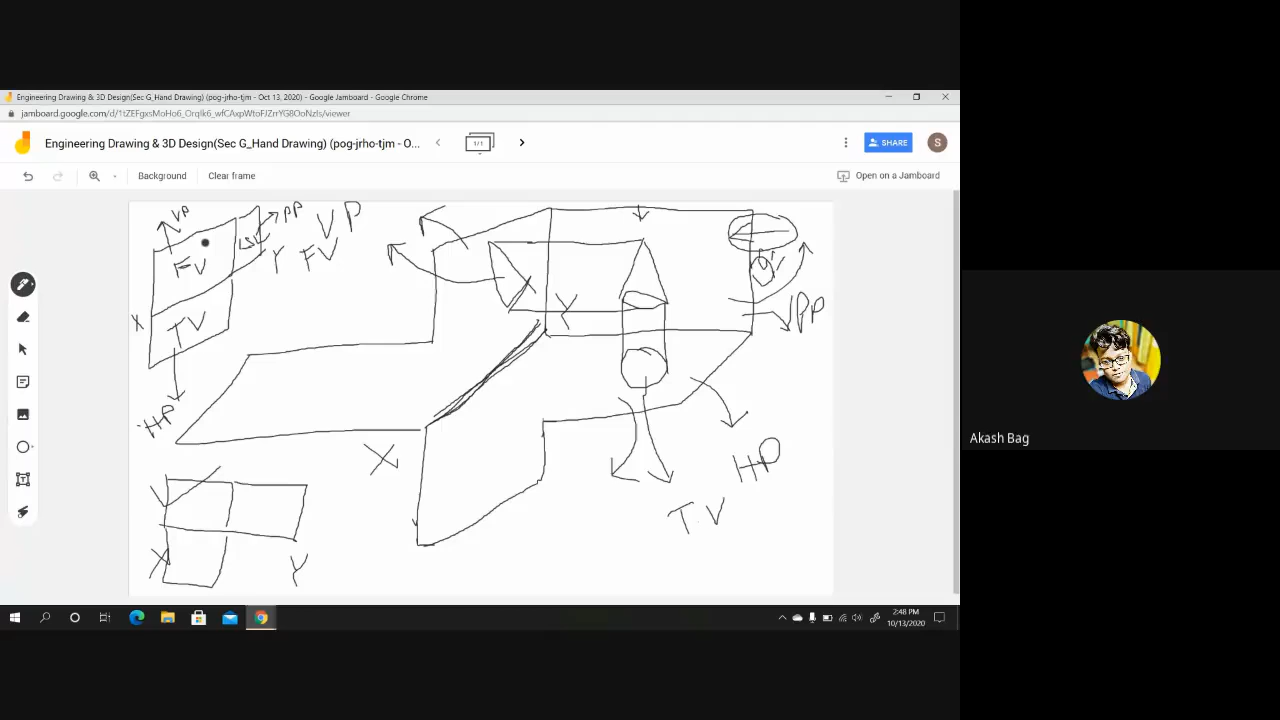 Engineering Drawing & 3D Design(Sec G_Hand Drawing) (pog-jrho-tjm - Oct 13, 2020) - Google Jamboard - Google Chrome
jamboard.google.com/d/1tZEFgxsMoHo6_OrqIk6_wfCAxpWtoFJZrrYG8OoNzIs/viewer
Engineering Drawing & 3D Design(Sec G_Hand Drawing) (pog-jrho-tjm - O...
1/1
SHARE
S
Background
Clear frame
Open on a Jamboard
VP
PP
VP
FV
LSV
Y
FV
X
TV
HP
Y
X
VPP
HP
T.V
X
Y
Akash Bag
2:48 PM
10/13/2020